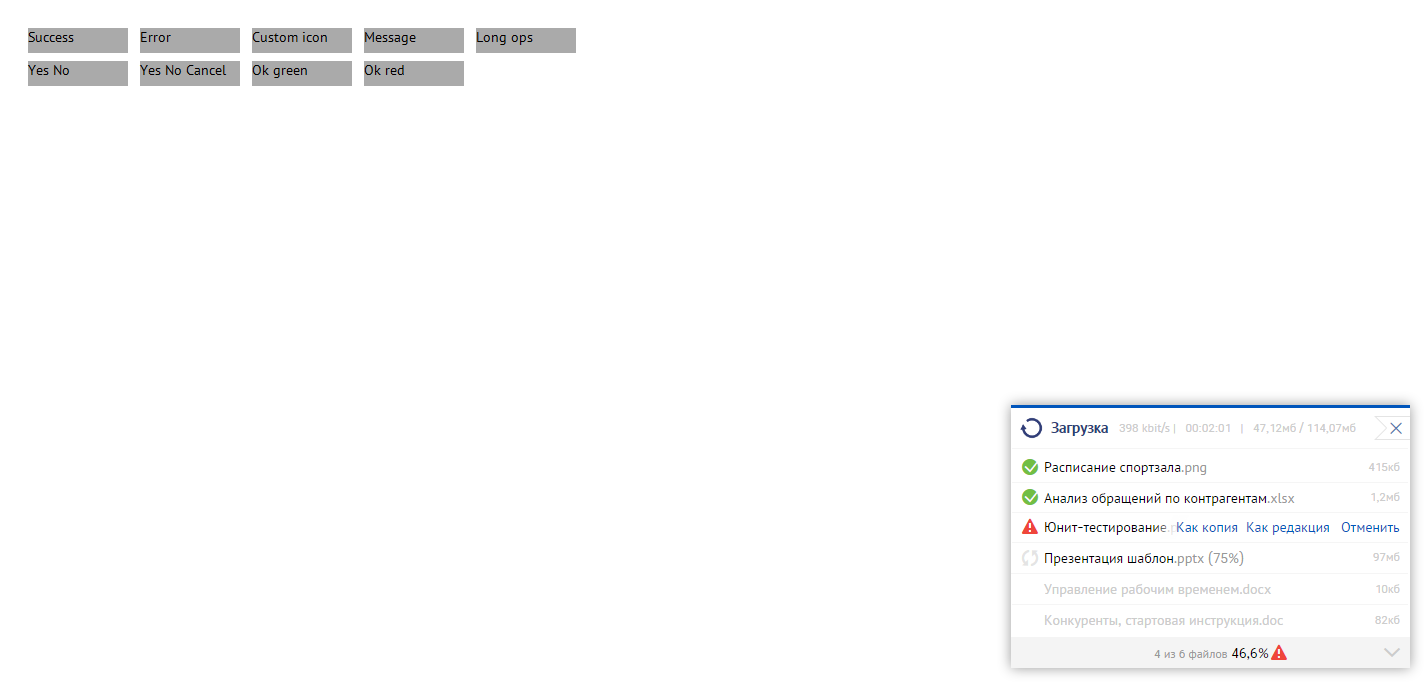 Success Error Custom icon Message Long ops
Yes No Yes No Cancel Ok green Ok red
Загрузка 398 kbit/s | 00:02:01 | 47,12мб / 114,07мб
Расписание спортзала.png 415кб
Анализ обращений по контрагентам.xlsx 1,2мб
Юнит-тестирование. Как копия Как редакция Отменить
Презентация шаблон.pptx (75%) 97мб
Управление рабочим временем.docx 10кб
Конкуренты, стартовая инструкция.doc 82кб
4 из 6 файлов 46,6%